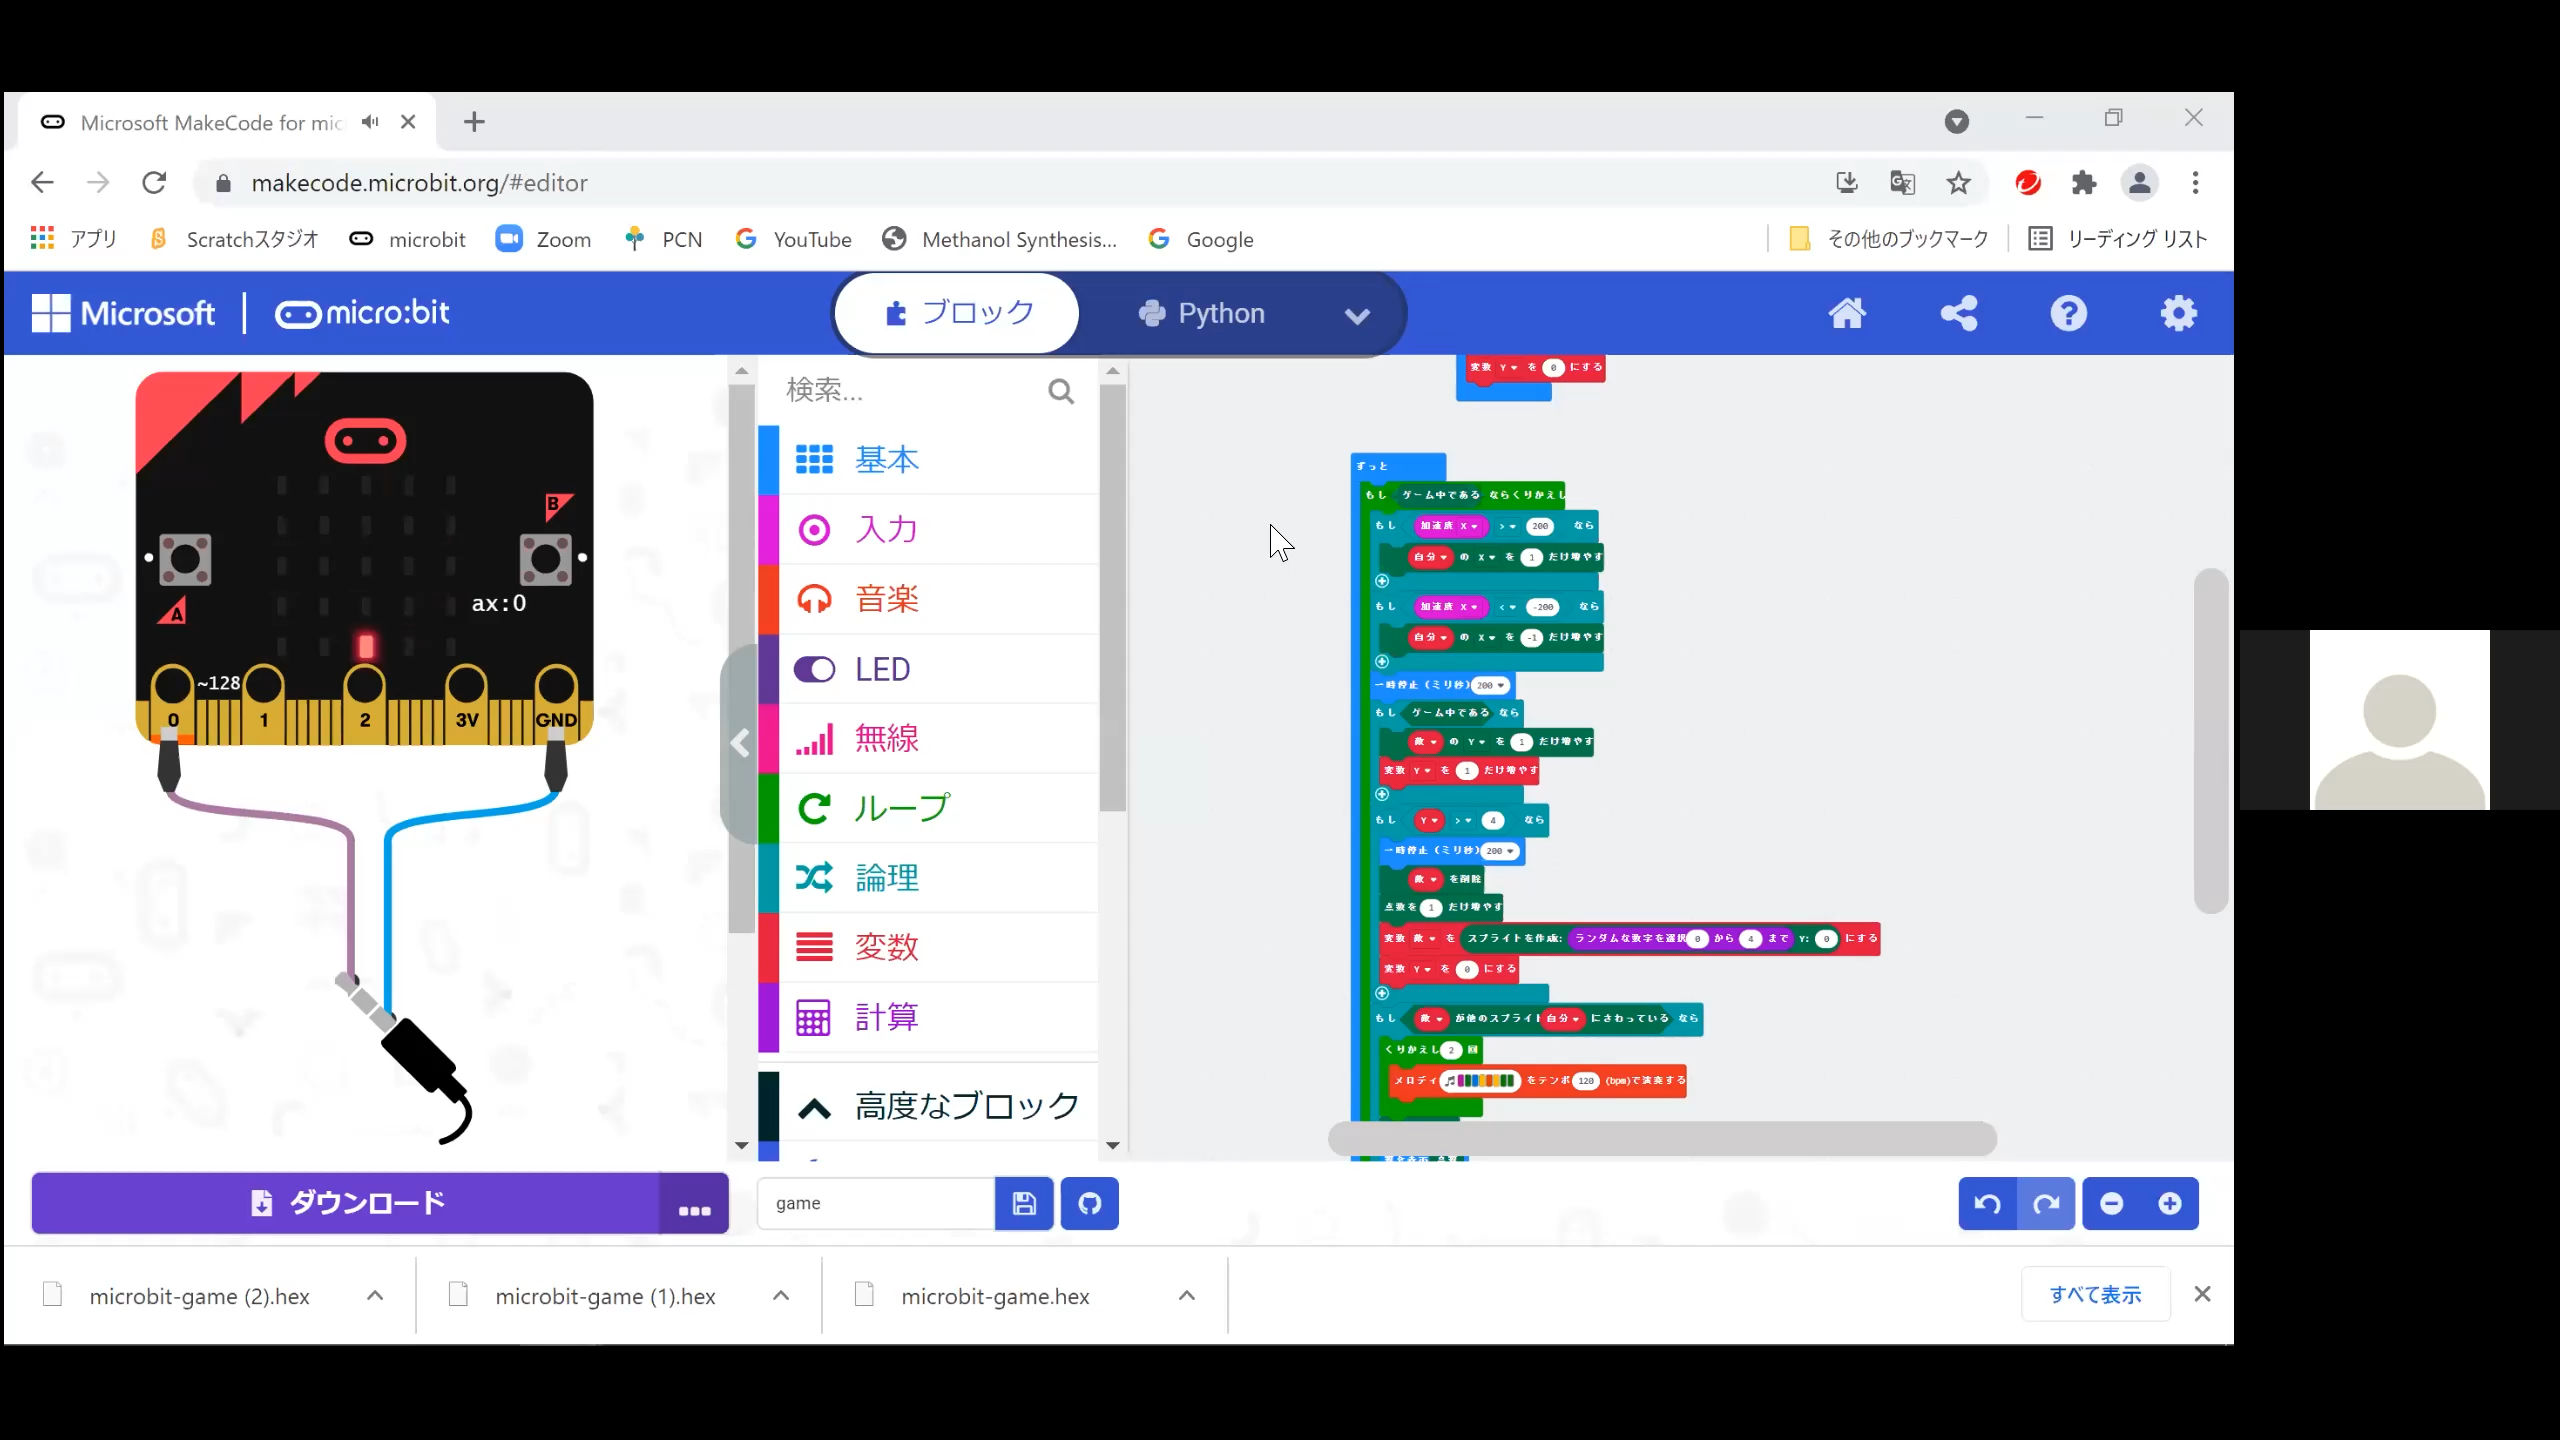 Microsoft MakeCode for mic
makecode.microbit.org/#editor
アプリ Scratchスタジオ microbit Zoom PCN YouTube Methanol Synthesis... Google その他のブックマーク リーディング リスト
Microsoft micro:bit ブロック Python
検索...
基本
入力
音楽
LED
無線
ループ
論理
変数
計算
高度なブロック
B
A
ax:0
~128
0 1 2 3V GND
変数 Y を 0 にする
ずっと
もし ゲーム中である ならくりかえし
もし 加速度 X > 200 なら
自分 の X を 1 だけ増やす
もし 加速度 X < -200 なら
自分 の X を -1 だけ増やす
一時停止 (ミリ秒) 200
もし ゲーム中である なら
敵 の Y を 1 だけ増やす
変数 Y を 1 だけ増やす
もし Y > 4 なら
一時停止 (ミリ秒) 200
敵 を削除
点数を 1 だけ増やす
変数 敵 を スプライトを作成: ランダムな数字を選択 0 から 4 まで Y: 0 にする
変数 Y を 0 にする
もし 敵 が他のスプライト 自分 にさわっている なら
くりかえし 2 回
メロディ をテンポ 120 (bpm)で演奏する
ダウンロード ... game
microbit-game (2).hex microbit-game (1).hex microbit-game.hex すべて表示